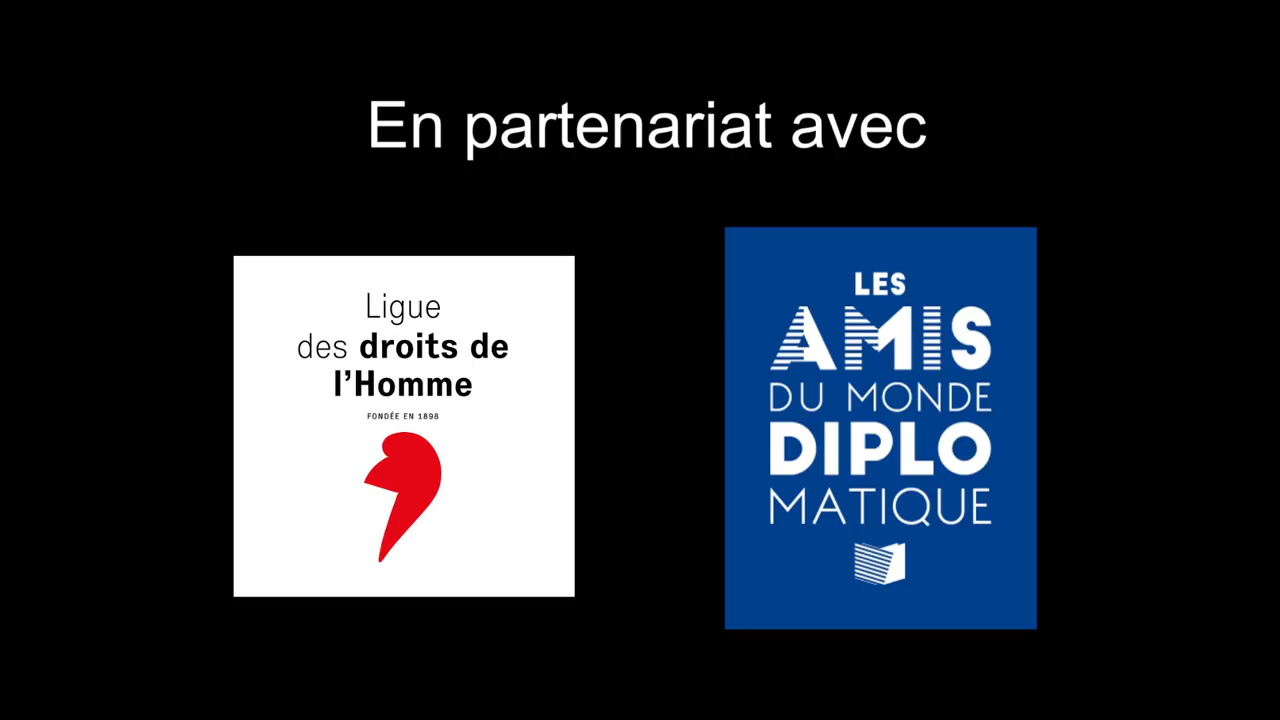 En partenariat avec
Ligue
des droits de
l'Homme
FONDÉE EN 1898
LES
AMIS
DU MONDE
DIPLO
MATIQUE